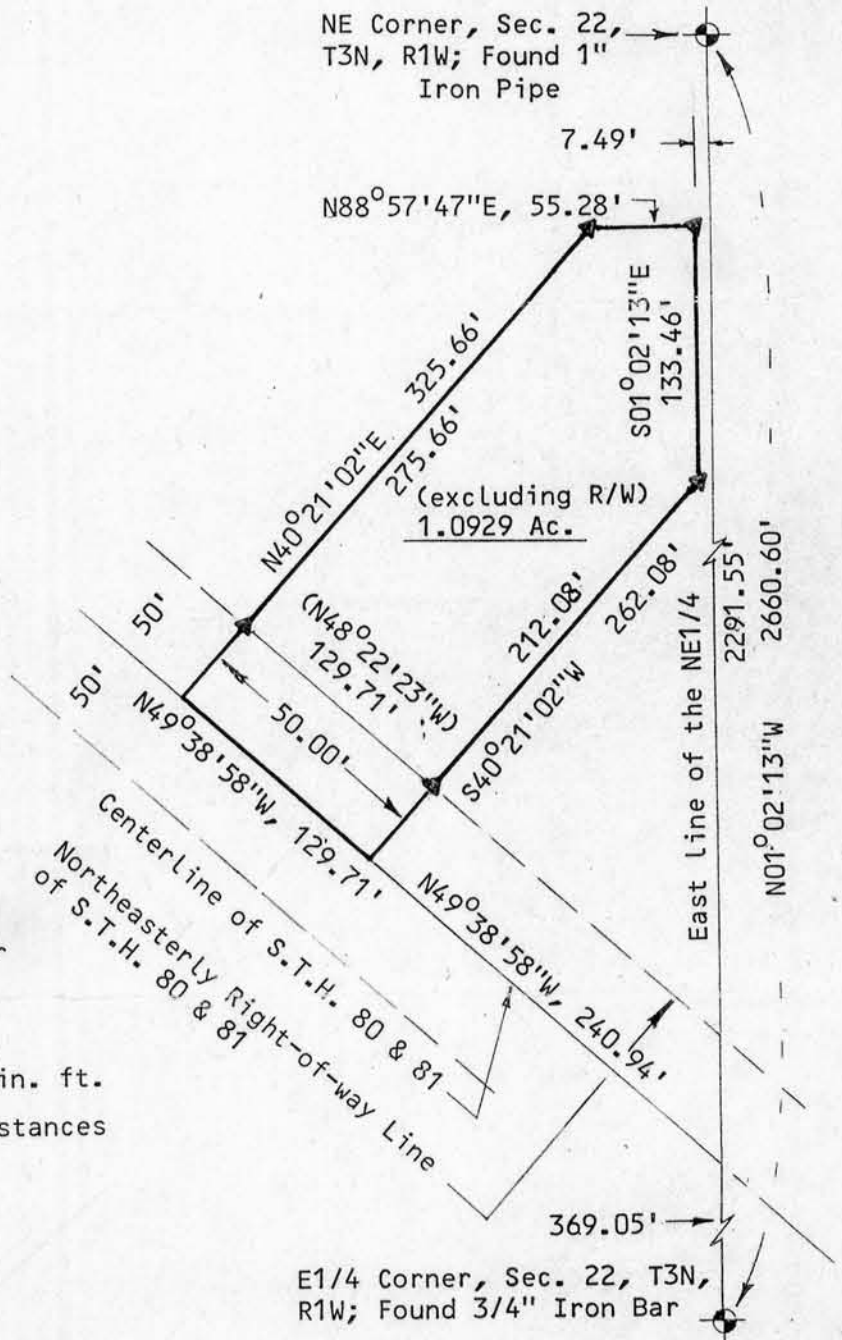 NE Corner, Sec. 22,
T3N, R1W; Found 1"
Iron Pipe
7.49'
N88°57'47"E, 55.28'
S01°02'13"E
133.46'
N40°21'02"E 325.66'
275.66'
(excluding R/W)
1.0929 Ac.
50'
50'
(N48°22'23"W)
129.71'
50.00'
212.08'
262.08'
S40°21'02"W
N49°38'58"W, 129.71'
East line of the NE1/4
2291.55'
2660.60'
N01°02'13"W
Centerline of S.T.H. 80 & 81
Northeasterly Right-of-way Line
of S.T.H. 80 & 81
N49°38'58"W, 240.94'
in. ft.
stances
369.05'
E1/4 Corner, Sec. 22, T3N,
R1W; Found 3/4" Iron Bar